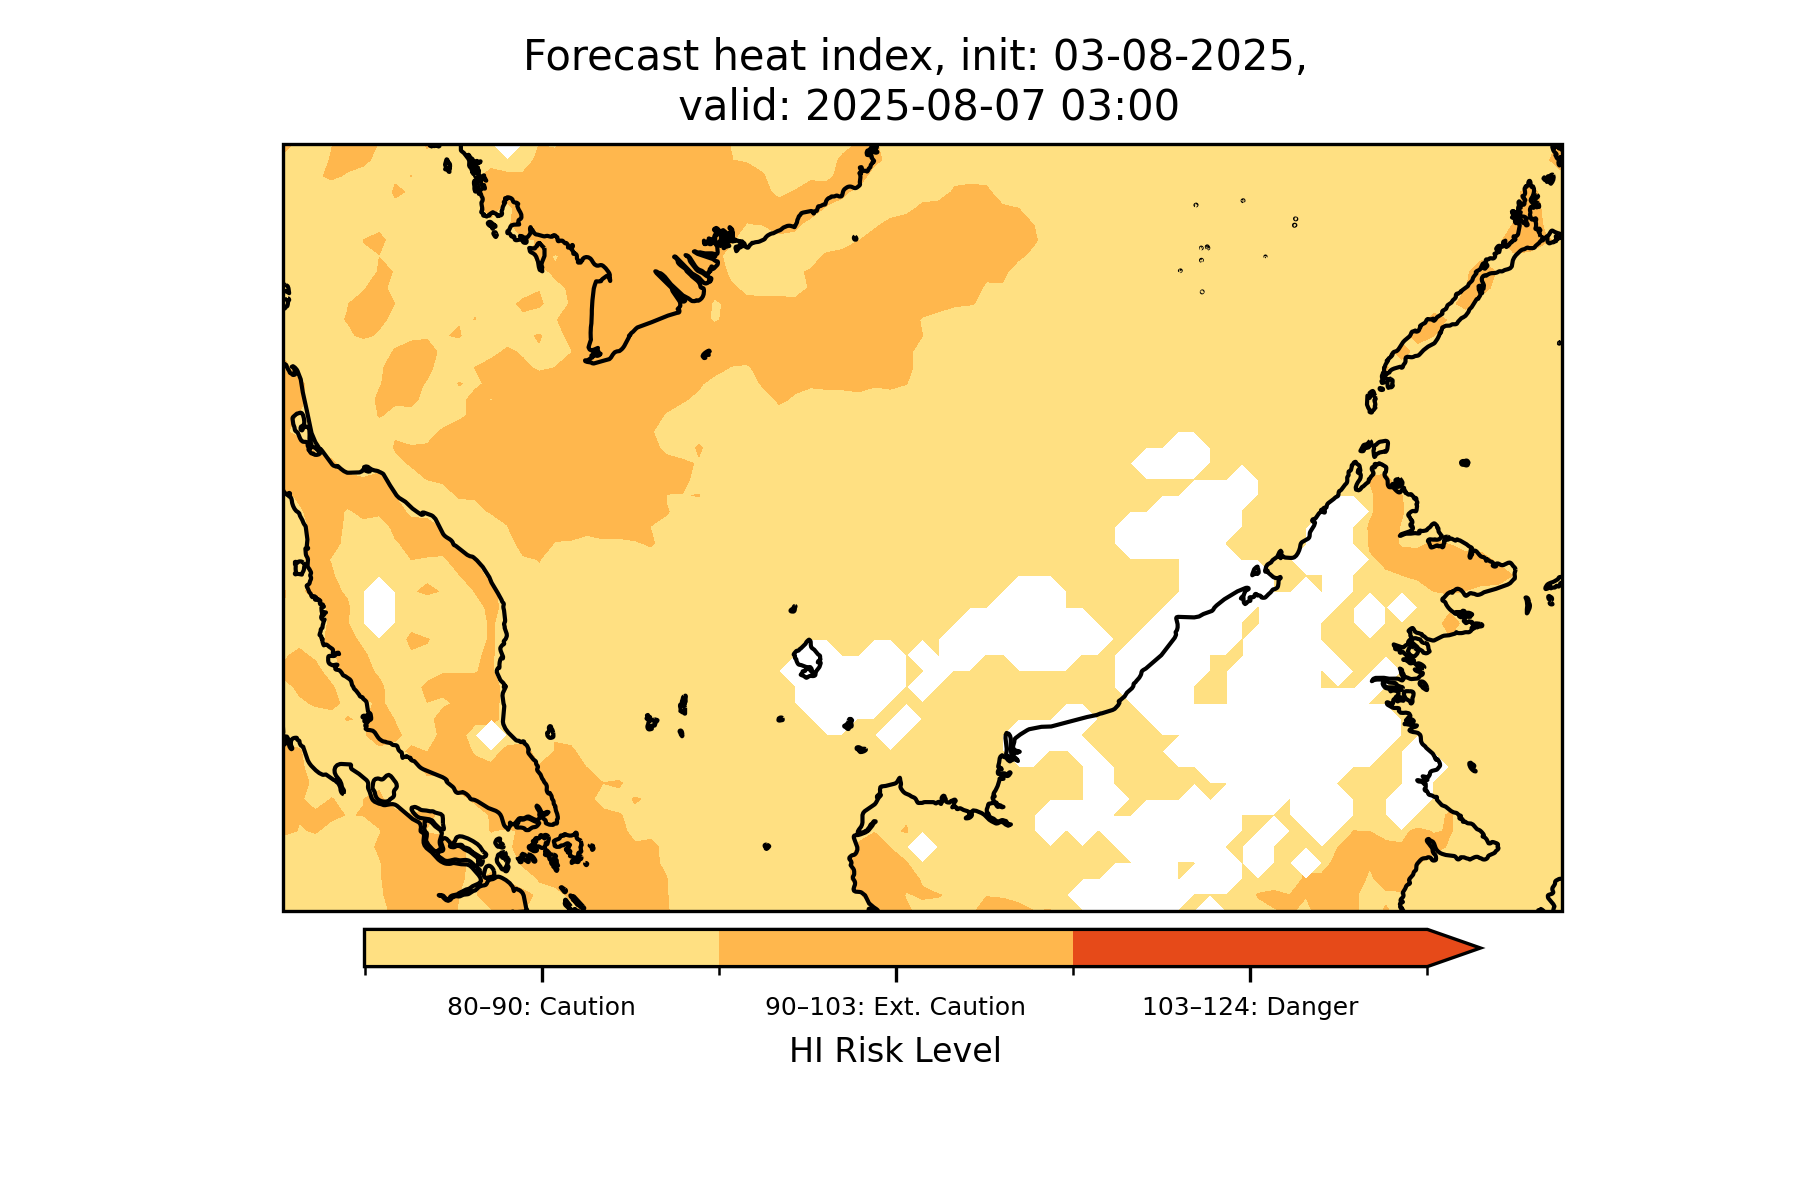 Forecast heat index, init: 03-08-2025,
valid: 2025-08-07 03:00
80–90: Caution
90–103: Ext. Caution
103–124: Danger
HI Risk Level